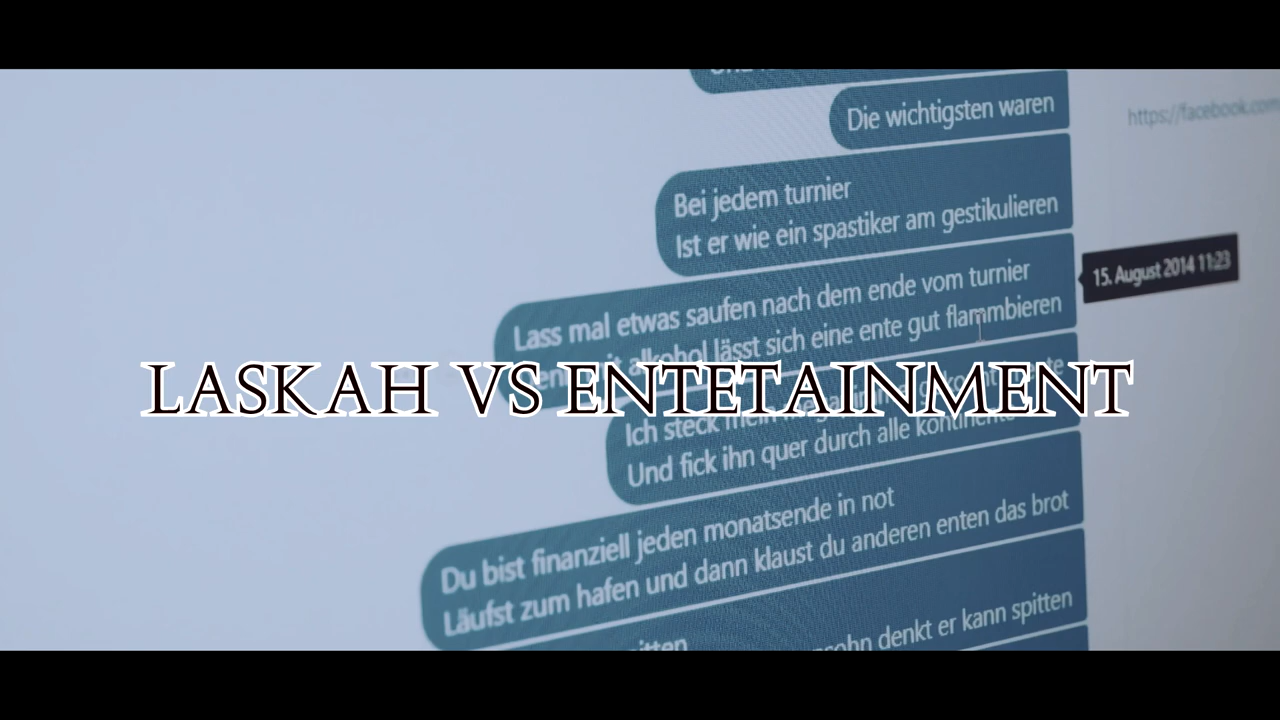 Die wichtigsten waren
https://facebook.com
Bei jedem turnier
Ist er wie ein spastiker am gestikulieren
15. August 2014 11:23
Lass mal etwas saufen nach dem ende vom turnier
alkohol lässt sich eine ente gut flammbieren
LASKAH VS ENTETAINMENT
Ich steck mein
Und fick ihn quer durch alle kontinente
Du bist finanziell jeden monatsende in not
Läufst zum hafen und dann klaust du anderen enten das brot
denkt er kann spitten